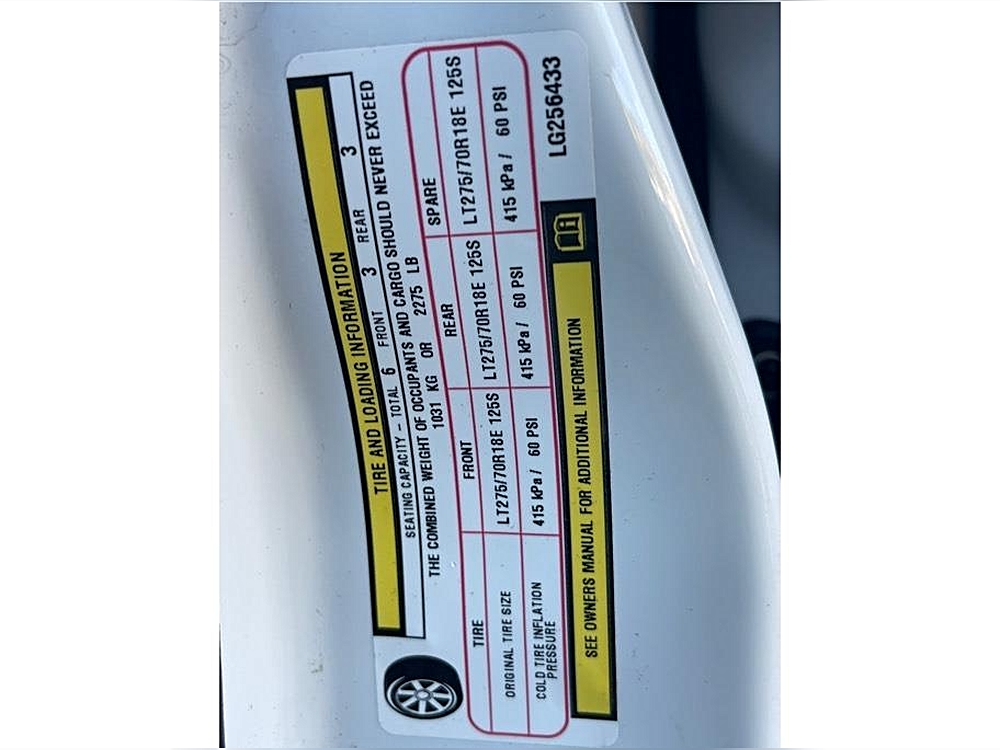 TIRE AND LOADING INFORMATION
SEATING CAPACITY – TOTAL 6 FRONT 3 REAR 3
THE COMBINED WEIGHT OF OCCUPANTS AND CARGO SHOULD NEVER EXCEED
1031 KG OR 2275 LB
TIRE FRONT REAR SPARE
ORIGINAL TIRE SIZE LT275/70R18E 125S LT275/70R18E 125S LT275/70R18E 125S
COLD TIRE INFLATION PRESSURE 415 kPa / 60 PSI 415 kPa / 60 PSI 415 kPa / 60 PSI
SEE OWNERS MANUAL FOR ADDITIONAL INFORMATION
LG256433